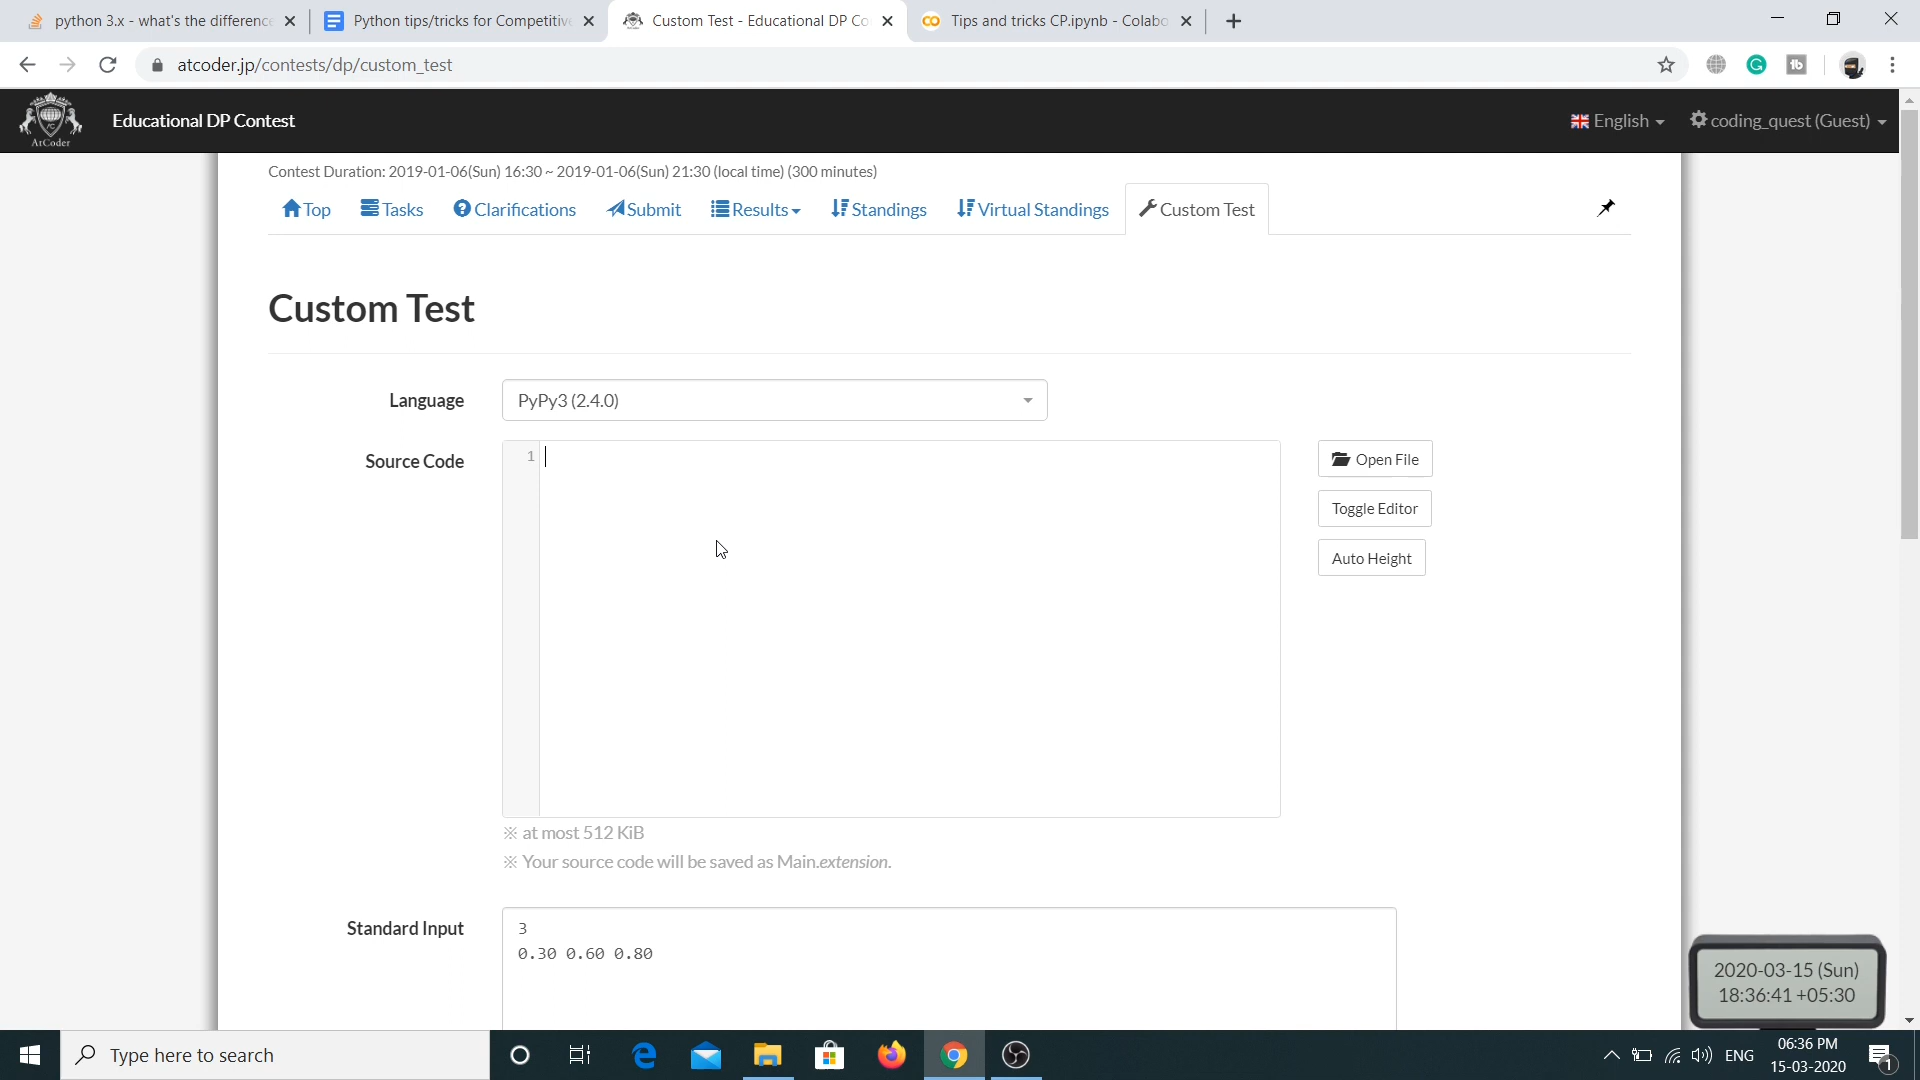 python 3.x - what's the difference
Python tips/tricks for Competitive
Custom Test - Educational DP Co
Tips and tricks CP.ipynb - Colabo
atcoder.jp/contests/dp/custom_test
AtCoder
Educational DP Contest
English
coding_quest (Guest)
Contest Duration: 2019-01-06(Sun) 16:30 ~ 2019-01-06(Sun) 21:30 (local time) (300 minutes)
Top
Tasks
Clarifications
Submit
Results
Standings
Virtual Standings
Custom Test
Custom Test
Language
PyPy3 (2.4.0)
Source Code
1
Open File
Toggle Editor
Auto Height
※ at most 512 KiB
※ Your source code will be saved as Main.extension.
Standard Input
3
0.30 0.60 0.80
2020-03-15 (Sun)
18:36:41 +05:30
Type here to search
ENG
06:36 PM
15-03-2020
1